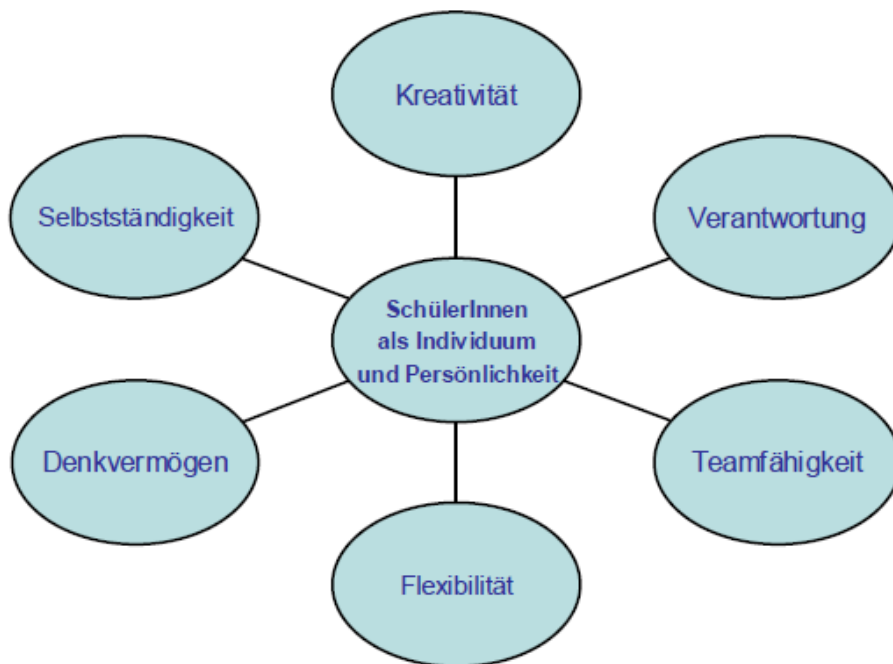 Kreativität
Selbstständigkeit
Verantwortung
SchülerInnen
als Individuum
und Persönlichkeit
Denkvermögen
Teamfähigkeit
Flexibilität